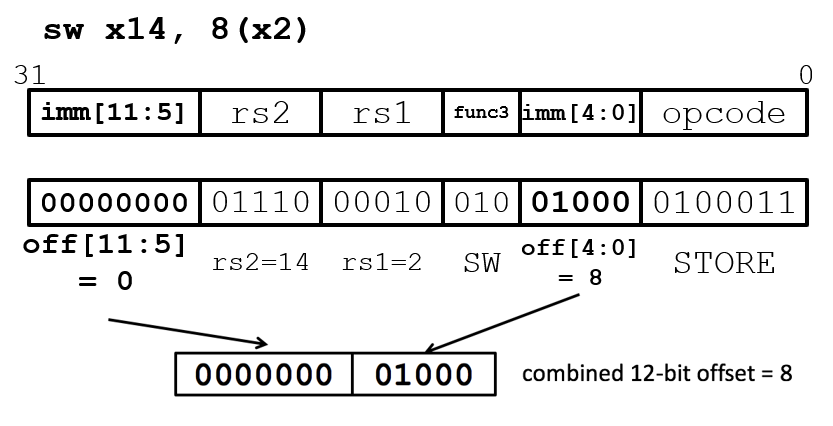 sw x14, 8(x2)
31 0
imm[11:5] rs2 rs1 func3 imm[4:0] opcode
00000000 01110 00010 010 01000 0100011
off[11:5] = 0 rs2=14 rs1=2 SW off[4:0] = 8 STORE
0000000 01000 combined 12-bit offset = 8